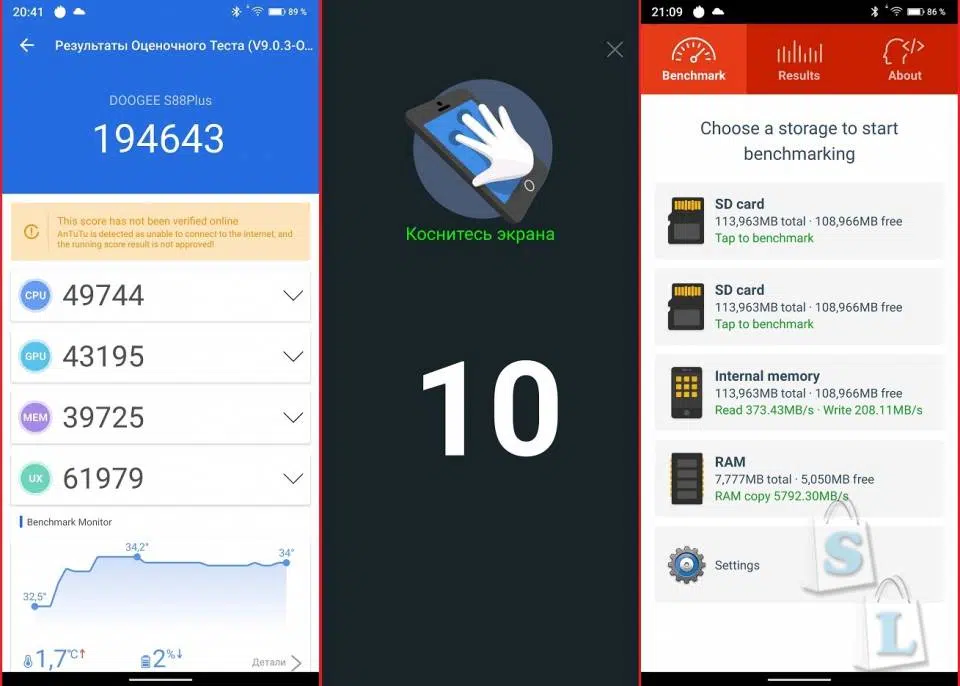 20:41
89 %
Результаты Оценочного Теста (V9.0.3-O...
DOOGEE S88Plus
194643
This score has not been verified online
AnTuTu is detected as unable to connect to the internet, and
the running score result is not approved!
CPU 49744
GPU 43195
MEM 39725
UX 61979
Benchmark Monitor
32,5°
34,2°
34°
1,7°C↑
2%↓
Детали
Коснитесь экрана
10
21:09
86 %
Benchmark
Results
About
Choose a storage to start
benchmarking
SD card
113,963MB total · 108,966MB free
Tap to benchmark
SD card
113,963MB total · 108,966MB free
Tap to benchmark
Internal memory
113,963MB total · 108,966MB free
Read 373.43MB/s · Write 208.11MB/s
RAM
7,777MB total · 5,050MB free
RAM copy 5792.30MB/s
Settings
S
L